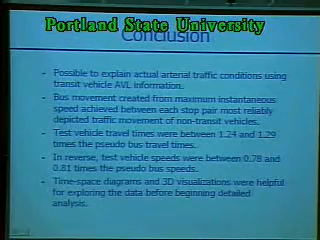 Portland State University
Conclusion
- Possible to explain actual arterial traffic conditions using
transit vehicle AVL information.
- Bus movement created from maximum instantaneous
speed achieved between each stop pair most reliably
depicted traffic movement of non-transit vehicles.
- Test vehicle travel times were between 1.24 and 1.29
times the pseudo bus travel times.
- In reverse, test vehicle speeds were between 0.78 and
0.81 times the pseudo bus speeds.
- Time-space diagrams and 3D visualizations were helpful
for exploring the data before beginning detailed
analysis.